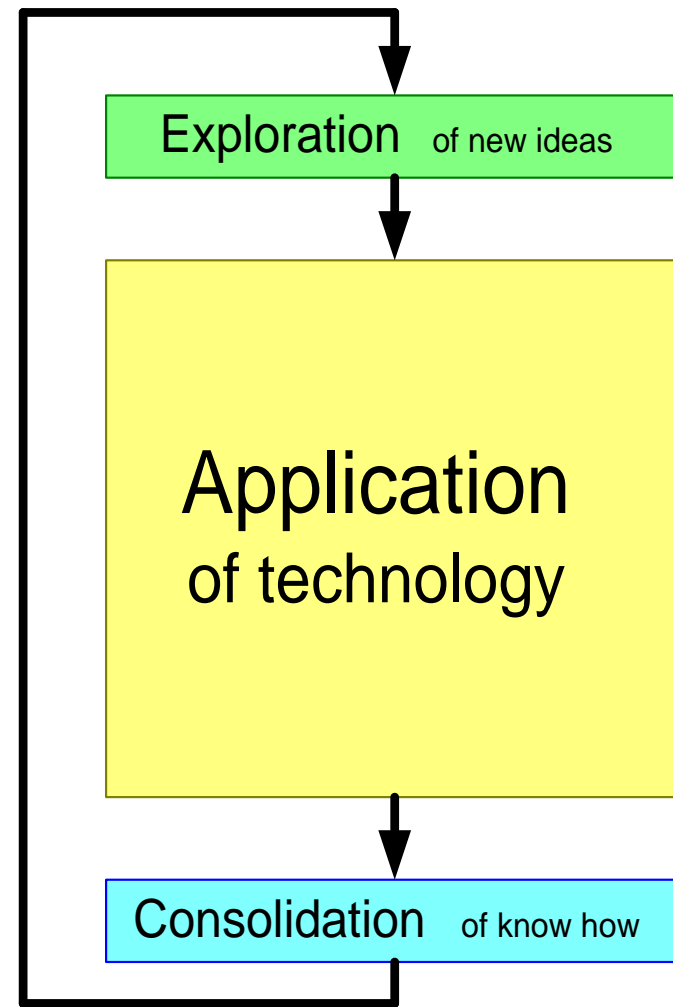 Exploration of new ideas
Application
of technology
Consolidation of know how